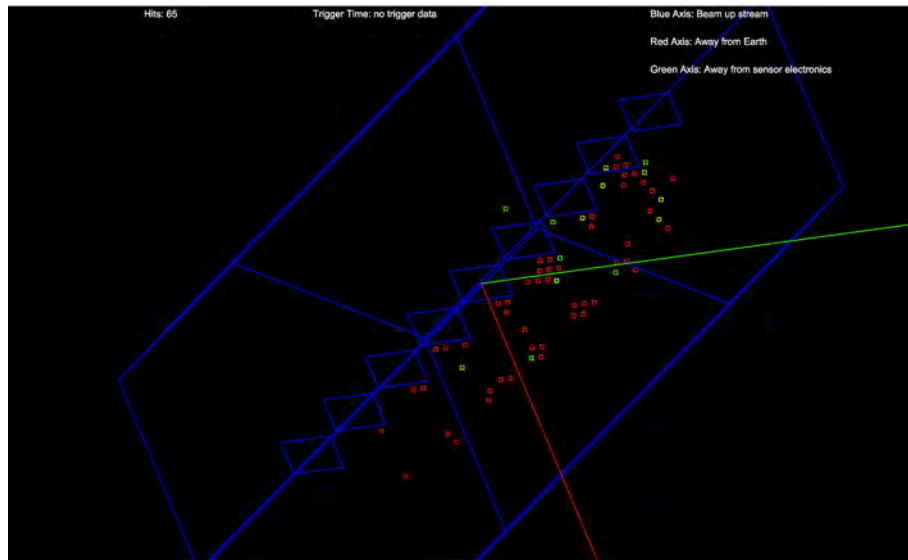 Hits: 65
Trigger Time: no trigger data
Blue Axis: Beam up stream
Red Axis: Away from Earth
Green Axis: Away from sensor electronics